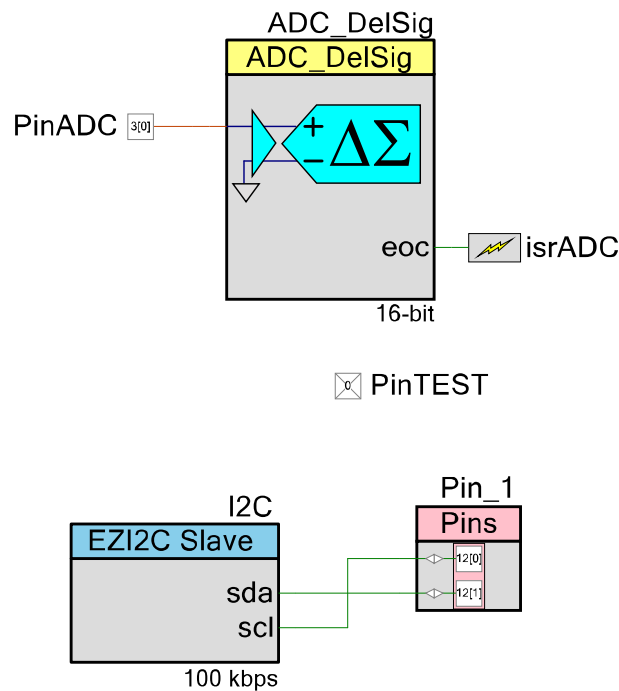 ADC_DelSig
ADC_DelSig
PinADC 3[0]
+
− ΔΣ
eoc isrADC
16-bit
0 PinTEST
I2C
EZI2C Slave
sda
scl
100 kbps
Pin_1
Pins
12[0]
12[1]